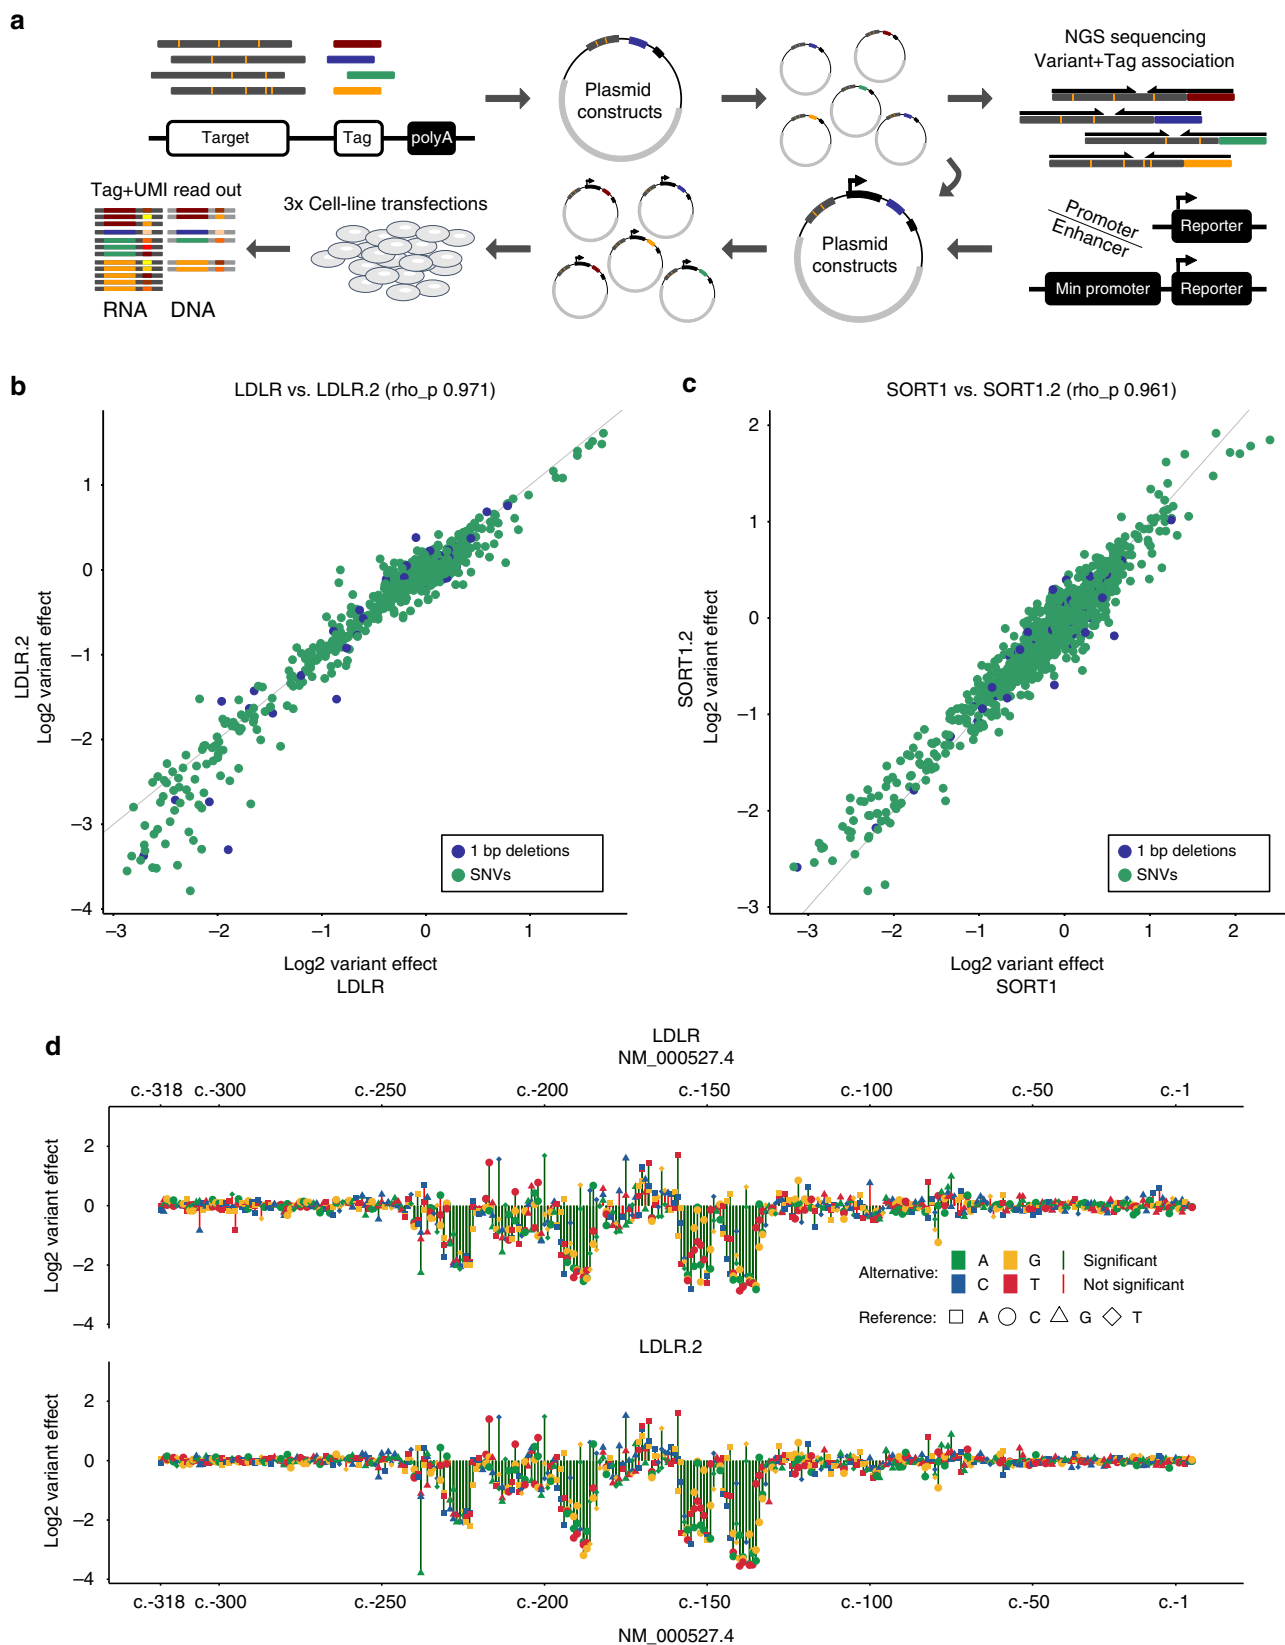 a
Target
Tag
polyA
Plasmid
constructs
NGS sequencing
Variant+Tag association
Tag+UMI read out
RNA
DNA
3x Cell-line transfections
Plasmid
constructs
Promoter
Enhancer
Reporter
Min promoter
Reporter
b
LDLR vs. LDLR.2 (rho_p 0.971)
LDLR.2
Log2 variant effect
1
0
−1
−2
−3
−4
1 bp deletions
SNVs
−3 −2 −1 0 1
Log2 variant effect
LDLR
c
SORT1 vs. SORT1.2 (rho_p 0.961)
SORT1.2
Log2 variant effect
2
1
0
−1
−2
−3
1 bp deletions
SNVs
−3 −2 −1 0 1 2
Log2 variant effect
SORT1
d
LDLR
NM_000527.4
c.-318 c.-300 c.-250 c.-200 c.-150 c.-100 c.-50 c.-1
Log2 variant effect
2
0
−2
−4
Alternative: A G Significant
C T Not significant
Reference: A C G T
LDLR.2
Log2 variant effect
2
0
−2
−4
c.-318 c.-300 c.-250 c.-200 c.-150 c.-100 c.-50 c.-1
NM_000527.4